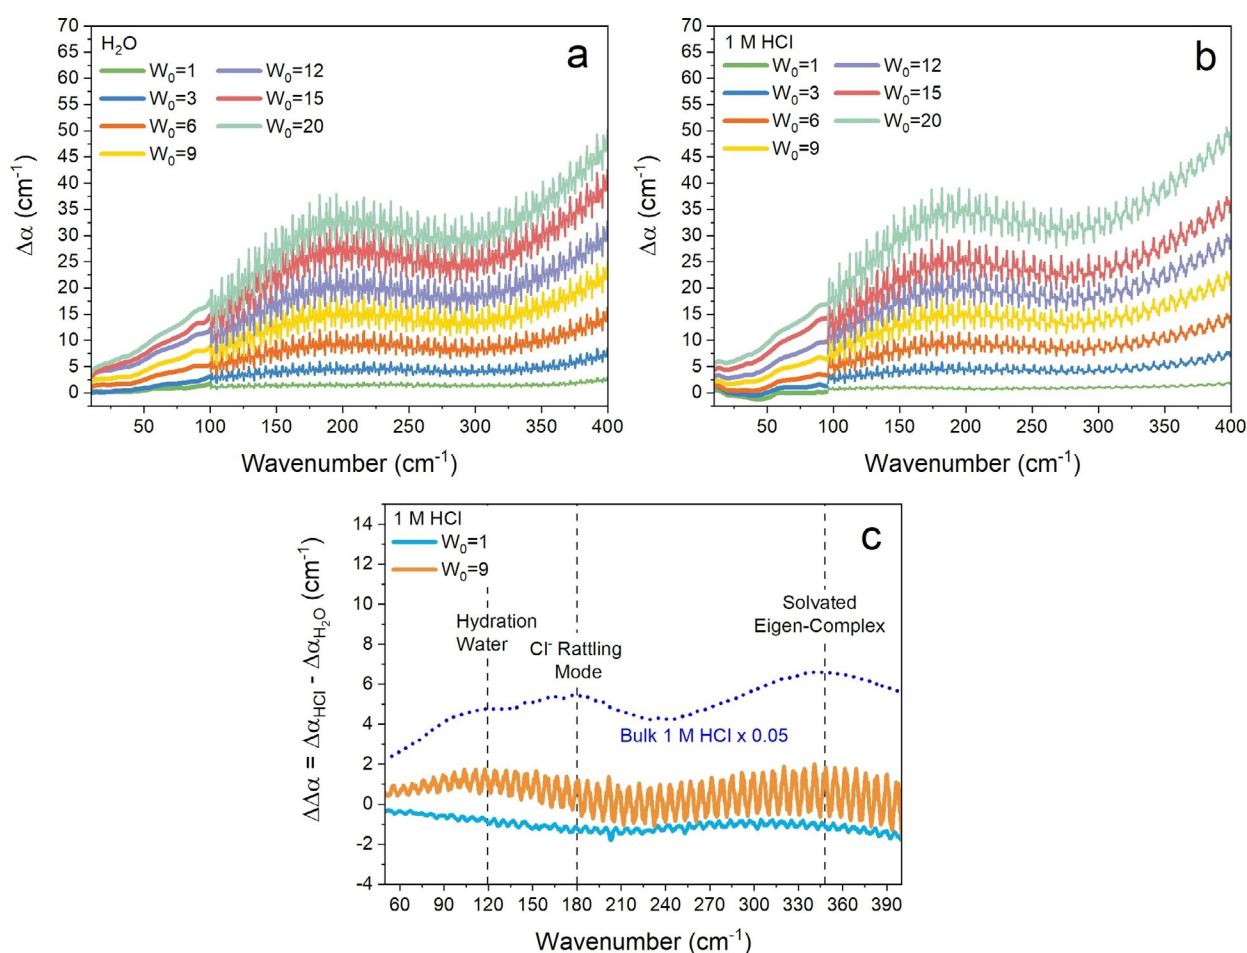 H₂O
a
W₀=1 W₀=12
W₀=3 W₀=15
W₀=6 W₀=20
W₀=9
Δα (cm⁻¹)
70
65
60
55
50
45
40
35
30
25
20
15
10
5
0
50 100 150 200 250 300 350 400
Wavenumber (cm⁻¹)
1 M HCl
b
W₀=1 W₀=12
W₀=3 W₀=15
W₀=6 W₀=20
W₀=9
Δα (cm⁻¹)
70
65
60
55
50
45
40
35
30
25
20
15
10
5
0
50 100 150 200 250 300 350 400
Wavenumber (cm⁻¹)
1 M HCl
c
W₀=1
W₀=9
ΔΔα = Δα_HCl - Δα_H₂O (cm⁻¹)
14
12
10
8
6
4
2
0
-2
-4
Hydration
Water
Cl⁻ Rattling
Mode
Solvated
Eigen-Complex
Bulk 1 M HCl x 0.05
60 90 120 150 180 210 240 270 300 330 360 390
Wavenumber (cm⁻¹)